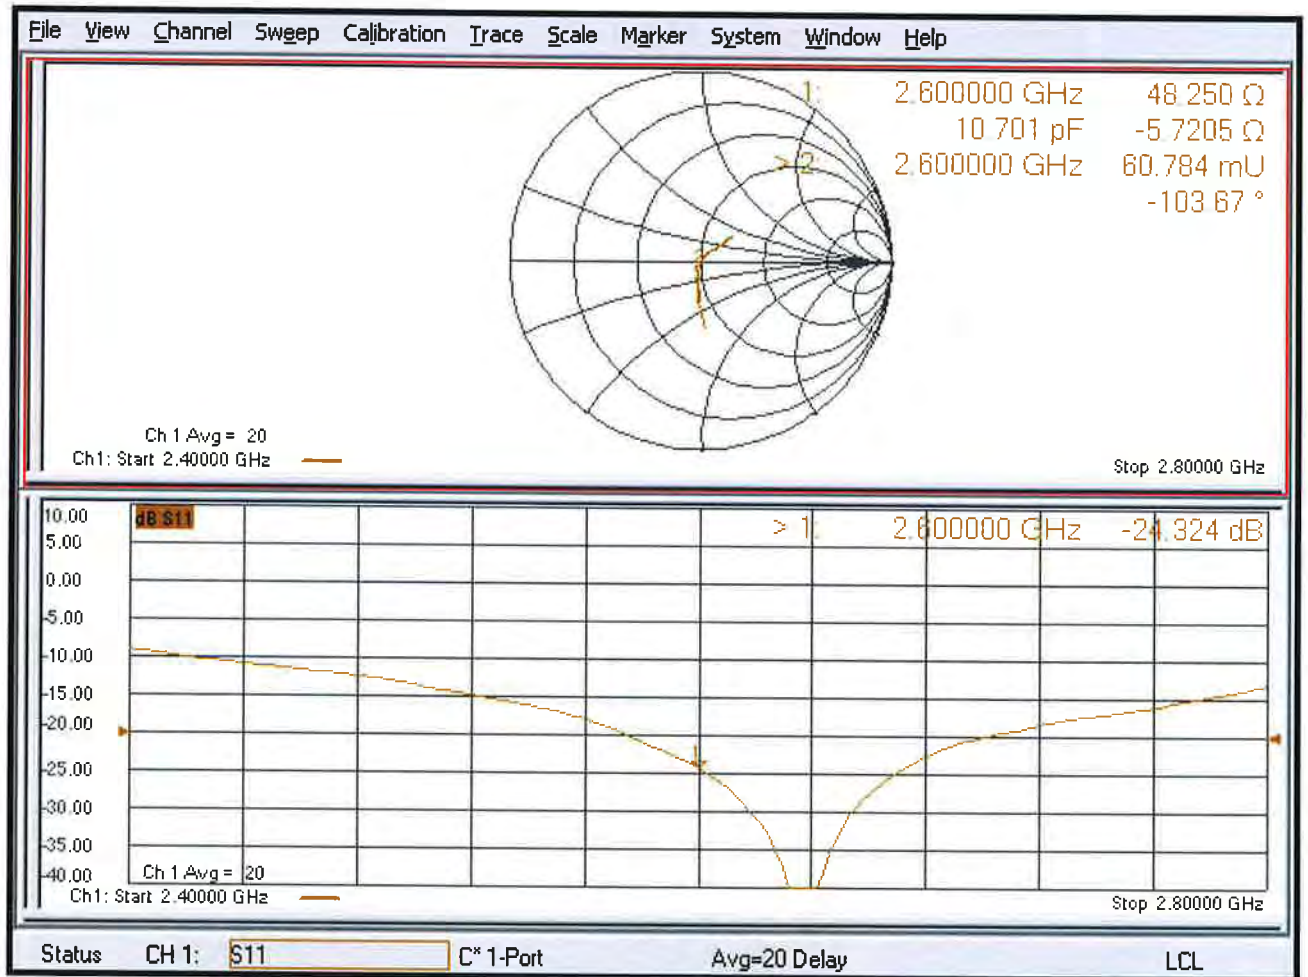 File View Channel Sweep Calibration Trace Scale Marker System Window Help
1: 2.600000 GHz 48.250 Ω
10.701 pF -5.7205 Ω
> 2: 2.600000 GHz 60.784 mU
-103.67 °
Ch 1 Avg = 20
Ch1: Start 2.40000 GHz
Stop 2.80000 GHz
10.00
dB S11
> 1: 2.600000 GHz -24.324 dB
5.00
0.00
-5.00
-10.00
-15.00
-20.00
-25.00
-30.00
-35.00
-40.00
Ch 1 Avg = 20
Ch1: Start 2.40000 GHz
Stop 2.80000 GHz
Status CH 1: S11 C* 1-Port Avg=20 Delay LCL